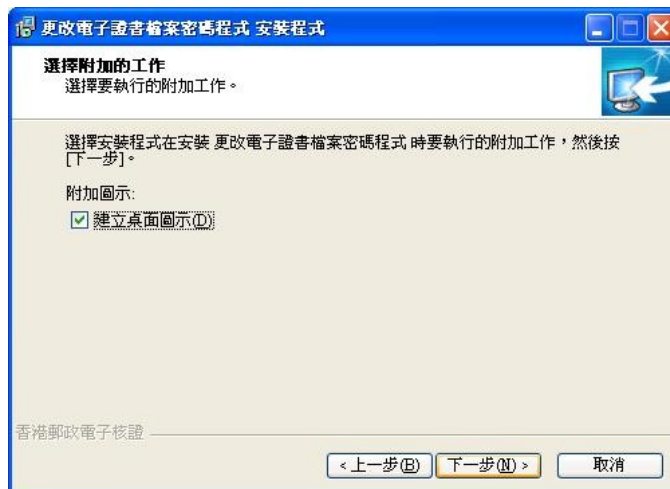 更改電子證書檔案密碼程式 安裝程式
選擇附加的工作
選擇要執行的附加工作。
選擇安裝程式在安裝 更改電子證書檔案密碼程式 時要執行的附加工作，然後按
[下一步]。
附加圖示:
建立桌面圖示(D)
香港郵政電子核證
< 上一步(B)
下一步(N) >
取消